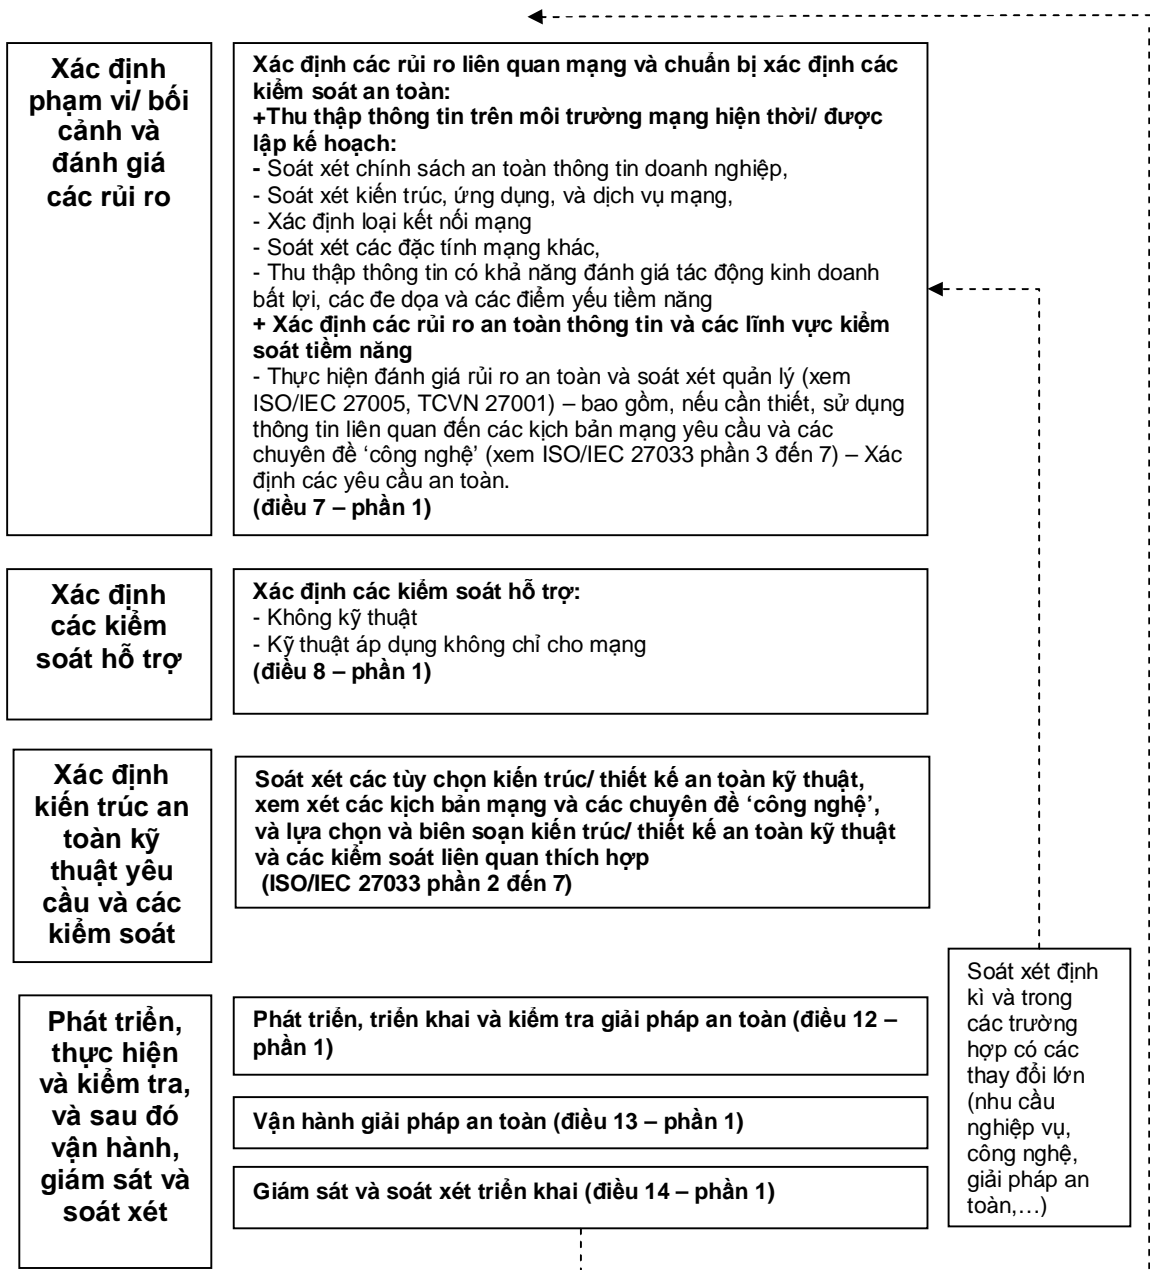 Xác định
phạm vi/ bối
cảnh và
đánh giá
các rủi ro
Xác định các rủi ro liên quan mạng và chuẩn bị xác định các
kiểm soát an toàn:
+Thu thập thông tin trên môi trường mạng hiện thời/ được
lập kế hoạch:
- Soát xét chính sách an toàn thông tin doanh nghiệp,
- Soát xét kiến trúc, ứng dụng, và dịch vụ mạng,
- Xác định loại kết nối mạng
- Soát xét các đặc tính mạng khác,
- Thu thập thông tin có khả năng đánh giá tác động kinh doanh
bất lợi, các đe dọa và các điểm yếu tiềm năng
+ Xác định các rủi ro an toàn thông tin và các lĩnh vực kiểm
soát tiềm năng
- Thực hiện đánh giá rủi ro an toàn và soát xét quản lý (xem
ISO/IEC 27005, TCVN 27001) – bao gồm, nếu cần thiết, sử dụng
thông tin liên quan đến các kịch bản mạng yêu cầu và các
chuyên đề ‘công nghệ’ (xem ISO/IEC 27033 phần 3 đến 7) – Xác
định các yêu cầu an toàn.
(điều 7 – phần 1)
Xác định
các kiểm
soát hỗ trợ
Xác định các kiểm soát hỗ trợ:
- Không kỹ thuật
- Kỹ thuật áp dụng không chỉ cho mạng
(điều 8 – phần 1)
Xác định
kiến trúc an
toàn kỹ
thuật yêu
cầu và các
kiểm soát
Soát xét các tùy chọn kiến trúc/ thiết kế an toàn kỹ thuật,
xem xét các kịch bản mạng và các chuyên đề ‘công nghệ’,
và lựa chọn và biên soạn kiến trúc/ thiết kế an toàn kỹ thuật
và các kiểm soát liên quan thích hợp
(ISO/IEC 27033 phần 2 đến 7)
Phát triển,
thực hiện
và kiểm tra,
và sau đó
vận hành,
giám sát và
soát xét
Phát triển, triển khai và kiểm tra giải pháp an toàn (điều 12 –
phần 1)
Vận hành giải pháp an toàn (điều 13 – phần 1)
Giám sát và soát xét triển khai (điều 14 – phần 1)
Soát xét định
kì và trong
các trường
hợp có các
thay đổi lớn
(nhu cầu
nghiệp vụ,
công nghệ,
giải pháp an
toàn,…)